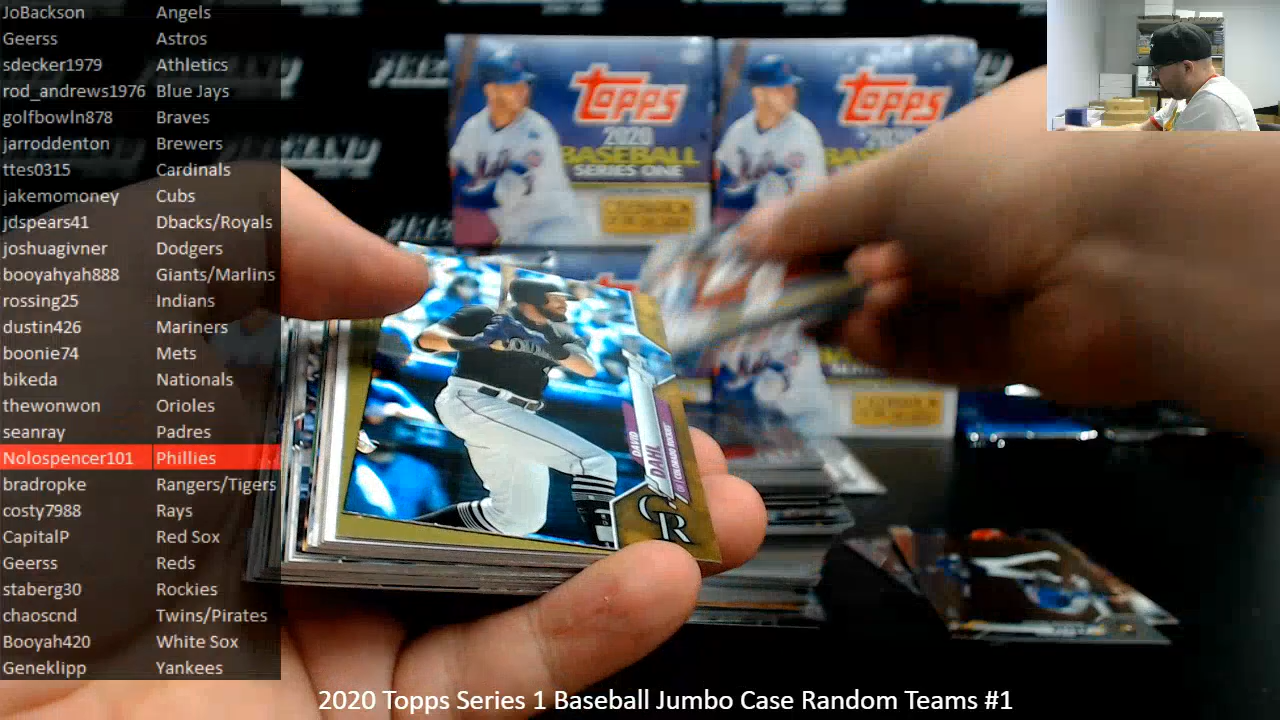 JoBackson Angels
Geerss Astros
sdecker1979 Athletics
rod_andrews1976 Blue Jays
golfbowln878 Braves
jarroddenton Brewers
ttes0315 Cardinals
jakemomoney Cubs
jdspears41 Dbacks/Royals
joshuagivner Dodgers
booyahyah888 Giants/Marlins
rossing25 Indians
dustin426 Mariners
boonie74 Mets
bikeda Nationals
thewonwon Orioles
seanray Padres
Nolospencer101 Phillies
bradropke Rangers/Tigers
costy7988 Rays
CapitalP Red Sox
Geerss Reds
staberg30 Rockies
chaoscnd Twins/Pirates
Booyah420 White Sox
Geneklipp Yankees
Topps
2020
BASEBALL
SERIES ONE
Topps
2020
DAVID
DAHL
OF | COLORADO ROCKIES
CR
2020 Topps Series 1 Baseball Jumbo Case Random Teams #1